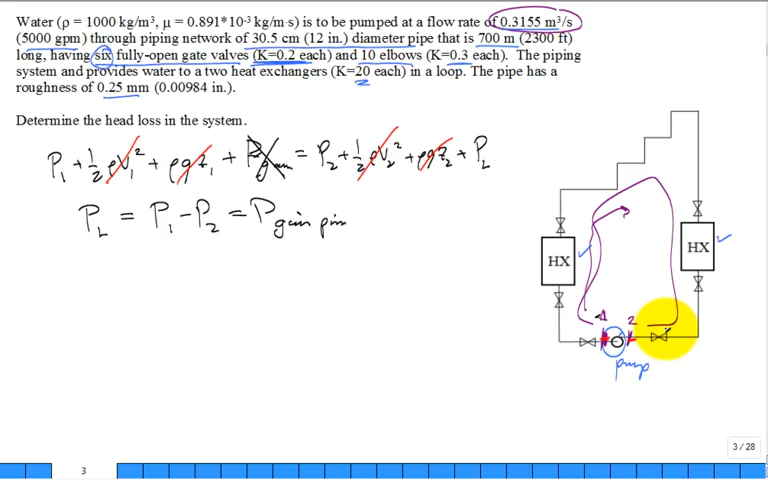 Water (ρ = 1000 kg/m³, μ = 0.891*10⁻³ kg/m·s) is to be pumped at a flow rate of 0.3155 m³/s
(5000 gpm) through piping network of 30.5 cm (12 in.) diameter pipe that is 700 m (2300 ft)
long, having six fully-open gate valves (K=0.2 each) and 10 elbows (K=0.3 each). The piping
system and provides water to a two heat exchangers (K=20 each) in a loop. The pipe has a
roughness of 0.25 mm (0.00984 in.).
Determine the head loss in the system.
P₁ + ½ρV₁² + ρgz₁ + = P₂ + ½ρV₂² + ρgz₂ + P_L
P_L = P₁ - P₂ = P gain pum
HX
HX
1
2
pump
3 / 28
3